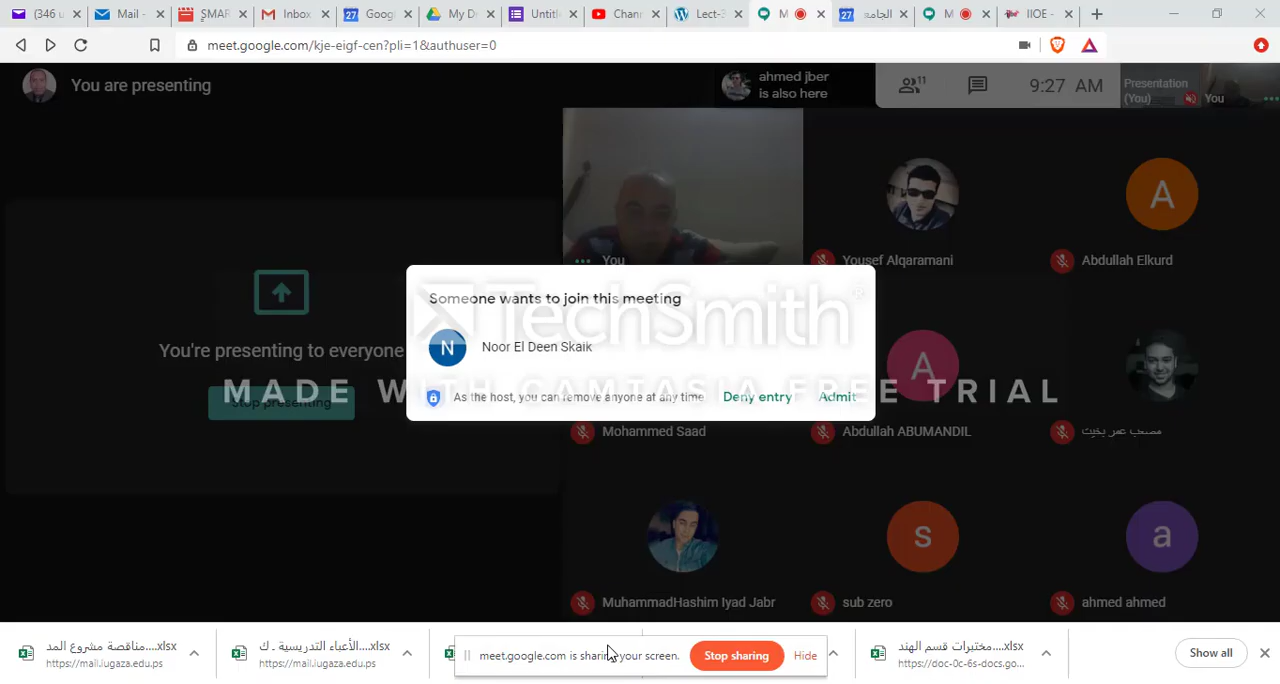 (346 u
Mail -
SMAR
Inbox
27 Googl
My D
Untitl
Chann
Lect-3
M
27 الجامعة
M
IIOE -
meet.google.com/kje-eigf-cen?pli=1&authuser=0
You are presenting
ahmed jber
is also here
11
9:27 AM
Presentation
(You)
You
You
Yousef Alqaramani
A
Abdullah Elkurd
Someone wants to join this meeting
TechSmith®
N
Noor El Deen Skaik
You're presenting to everyone
A
MADE WITH CAMTASIA FREE TRIAL
Stop presenting
As the host, you can remove anyone at any time.
Deny entry
Admit
Mohammed Saad
Abdullah ABUMANDIL
مصعب عمر بخيت
s
a
MuhammadHashim Iyad Jabr
sub zero
ahmed ahmed
مناقصة مشروع المد....xlsx
https://mail.iugaza.edu.ps
الأعباء التدريسية ـ ك....xlsx
https://mail.iugaza.edu.ps
meet.google.com is sharing your screen.
Stop sharing
Hide
مختبرات قسم الهند....xlsx
https://doc-0c-6s-docs.go...
Show all